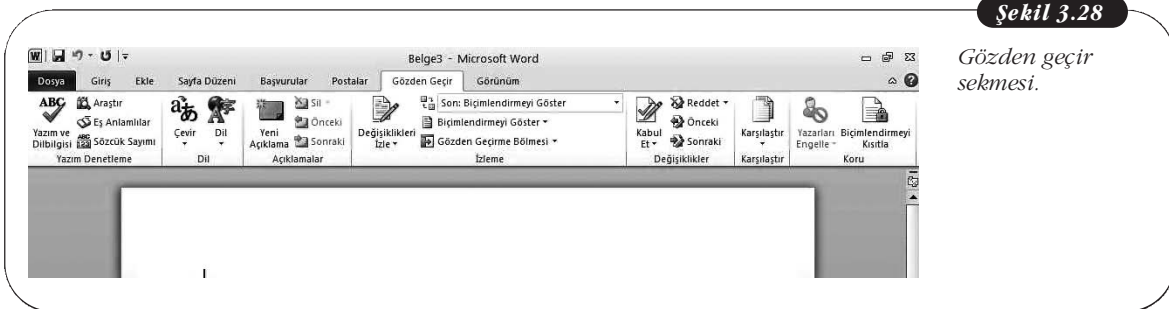 Şekil 3.28
Gözden geçir
sekmesi.
Belge3 - Microsoft Word
Dosya Giriş Ekle Sayfa Düzeni Başvurular Postalar Gözden Geçir Görünüm
ABC
Yazım ve
Dilbilgisi
Araştır
Eş Anlamlılar
Sözcük Sayımı
Yazım Denetleme
Çevir
Dil
Dil
Yeni
Açıklama
Sil
Önceki
Sonraki
Açıklamalar
Değişiklikleri
İzle
Son: Biçimlendirmeyi Göster
Biçimlendirmeyi Göster
Gözden Geçirme Bölmesi
İzleme
Kabul
Et
Reddet
Önceki
Sonraki
Değişiklikler
Karşılaştır
Karşılaştır
Yazarları
Engelle
Biçimlendirmeyi
Kısıtla
Koru